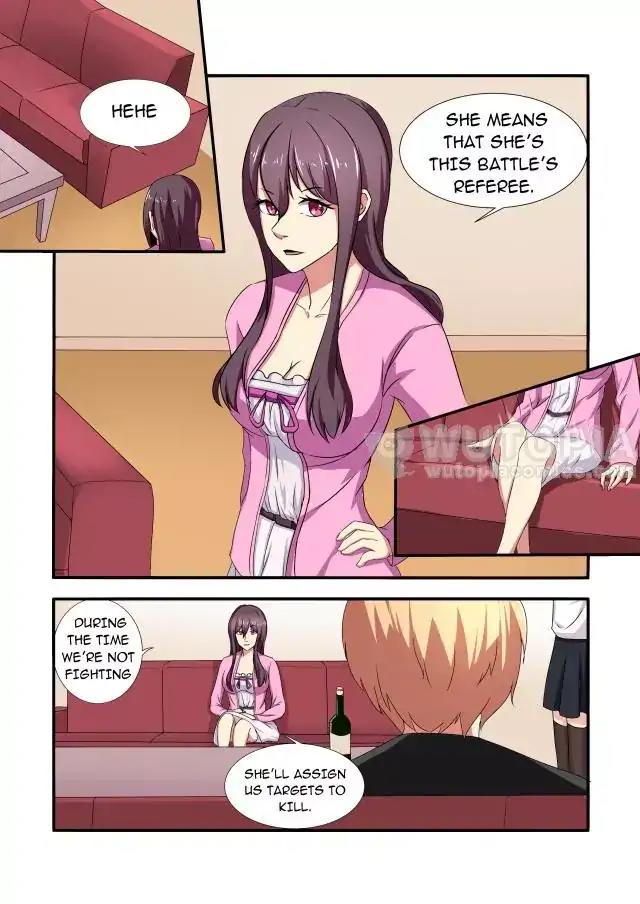 HEHE
SHE MEANS
THAT SHE'S
THIS BATTLE'S
REFEREE.
WUTOPIA
DURING
THE TIME
WE'RE NOT
FIGHTING
SHE'LL ASSIGN
US TARGETS TO
KILL.